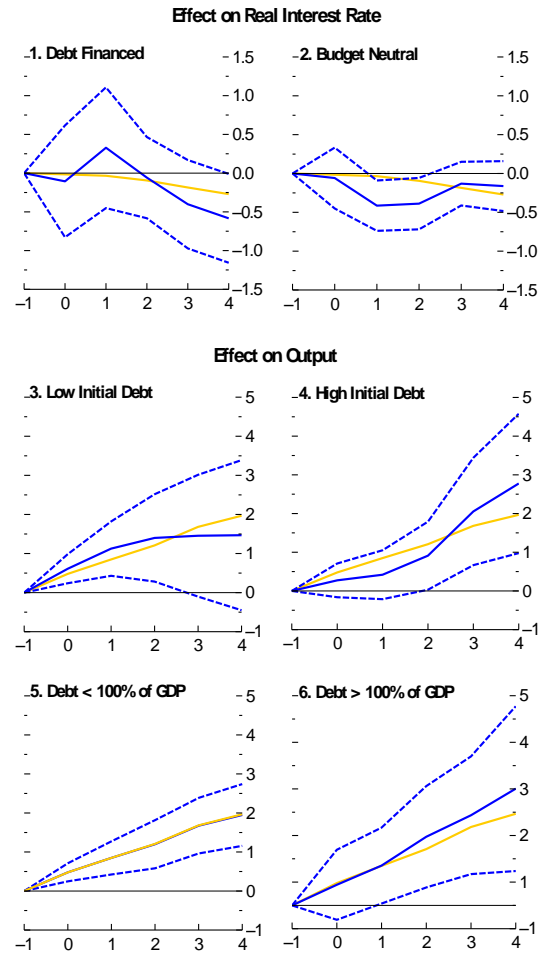 Effect on Real Interest Rate
1. Debt Financed
1.5
1.0
0.5
0.0
–0.5
–1.0
–1.5
–1 0 1 2 3 4
2. Budget Neutral
1.5
1.0
0.5
0.0
–0.5
–1.0
–1.5
–1 0 1 2 3 4
Effect on Output
3. Low Initial Debt
5
4
3
2
1
0
–1
–1 0 1 2 3 4
4. High Initial Debt
5
4
3
2
1
0
–1
–1 0 1 2 3 4
5. Debt < 100% of GDP
5
4
3
2
1
0
–1
–1 0 1 2 3 4
6. Debt > 100% of GDP
5
4
3
2
1
–1
–1 0 1 2 3 4